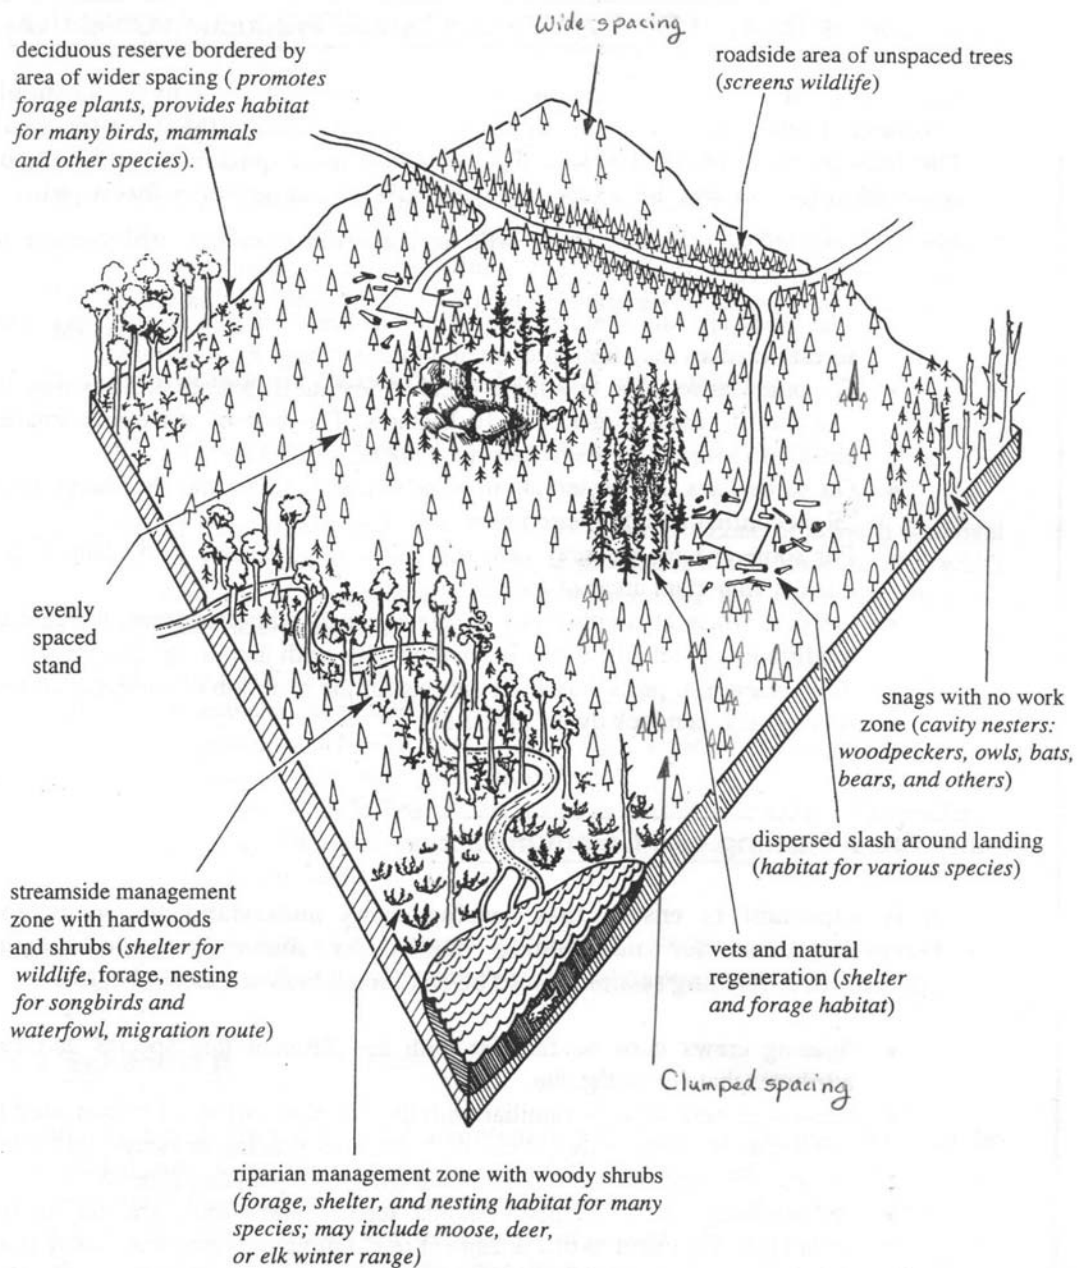 Wide spacing
deciduous reserve bordered by
area of wider spacing ( promotes
forage plants, provides habitat
for many birds, mammals
and other species).
roadside area of unspaced trees
(screens wildlife)
evenly
spaced
stand
snags with no work
zone (cavity nesters:
woodpeckers, owls, bats,
bears, and others)
dispersed slash around landing
(habitat for various species)
streamside management
zone with hardwoods
and shrubs (shelter for
wildlife, forage, nesting
for songbirds and
waterfowl, migration route)
vets and natural
regeneration (shelter
and forage habitat)
Clumped spacing
riparian management zone with woody shrubs
(forage, shelter, and nesting habitat for many
species; may include moose, deer,
or elk winter range)